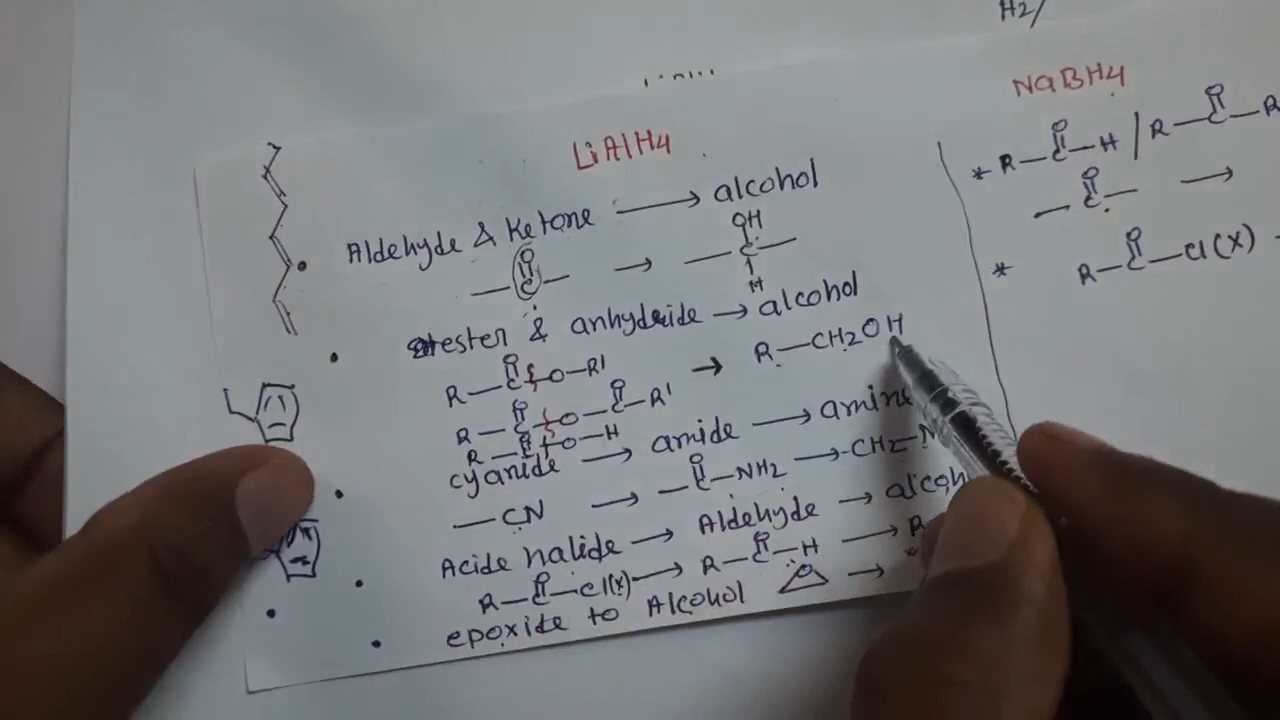 H2/
LiAlH4
Aldehyde & Ketone → alcohol
O
— C — → — C —
OH
H
ester & anhydride → alcohol
R — C — O — R'
O
→ R — CH2OH
R — C — O — C — R'
O O
R — C — O — H
cyanide → amide → amine
— CN → — C — NH2 → -CH2 — N
O
Acide halide → Aldehyde → alcoh
R — C — Cl(X) → R — C — H → R
O O
epoxide to Alcohol O →
NaBH4
* R — C — H / R — C — R
O O
— C — →
O
* R — C — Cl(X)
O